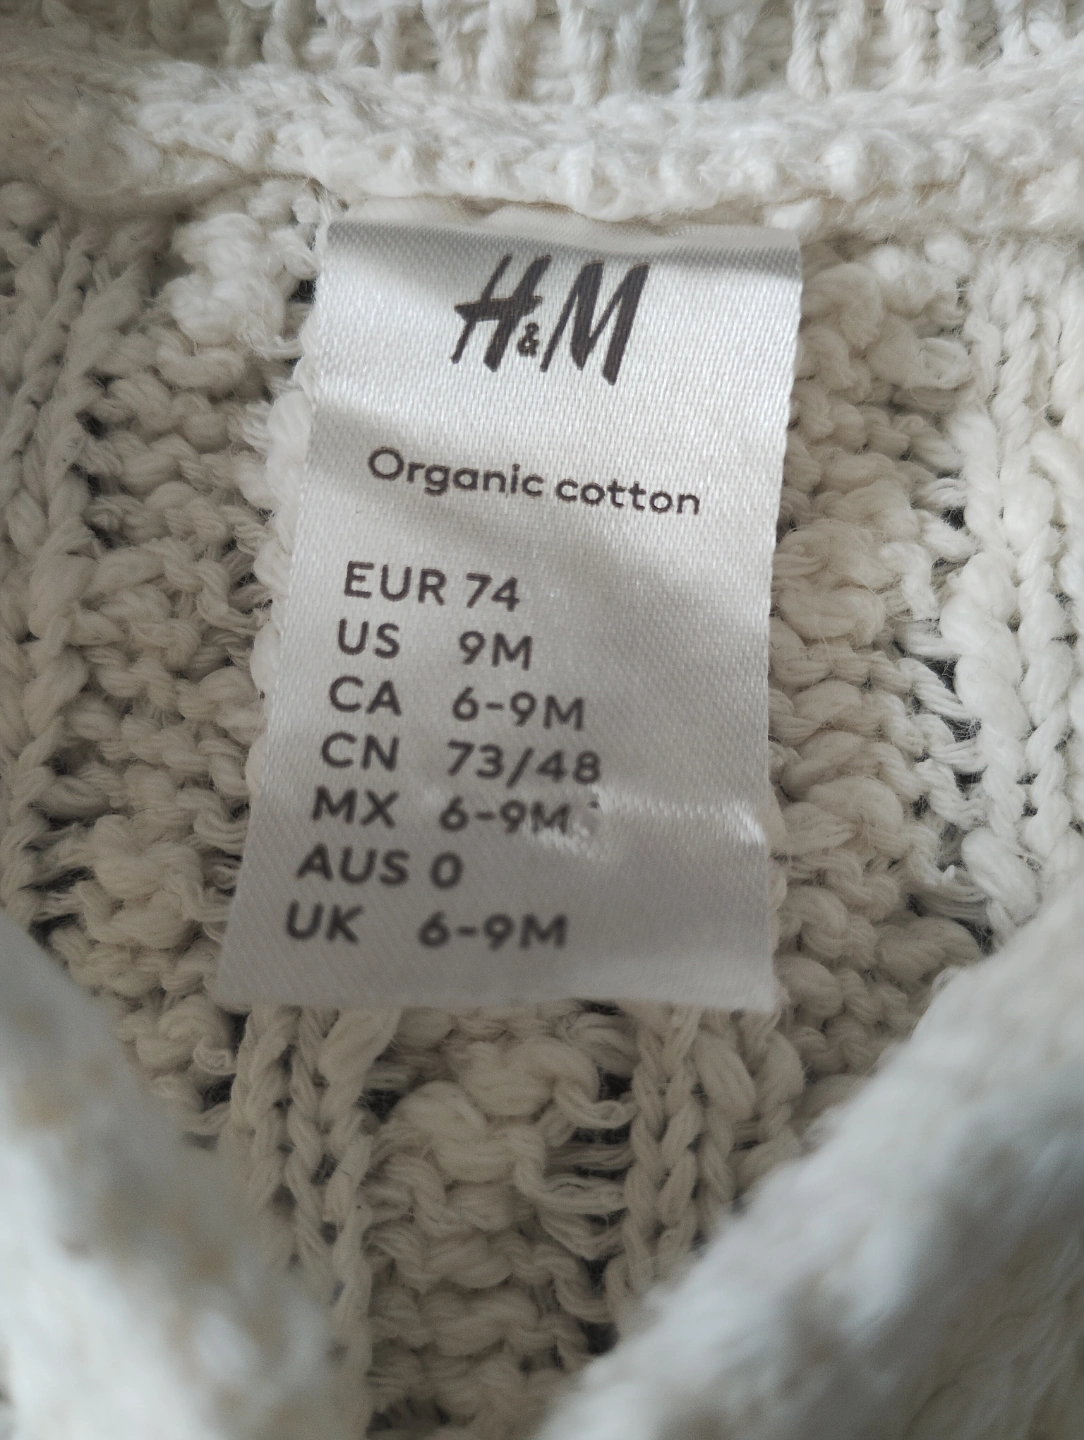 H&M
Organic cotton
EUR 74
US 9M
CA 6-9M
CN 73/48
MX 6-9M
AUS 0
UK 6-9M